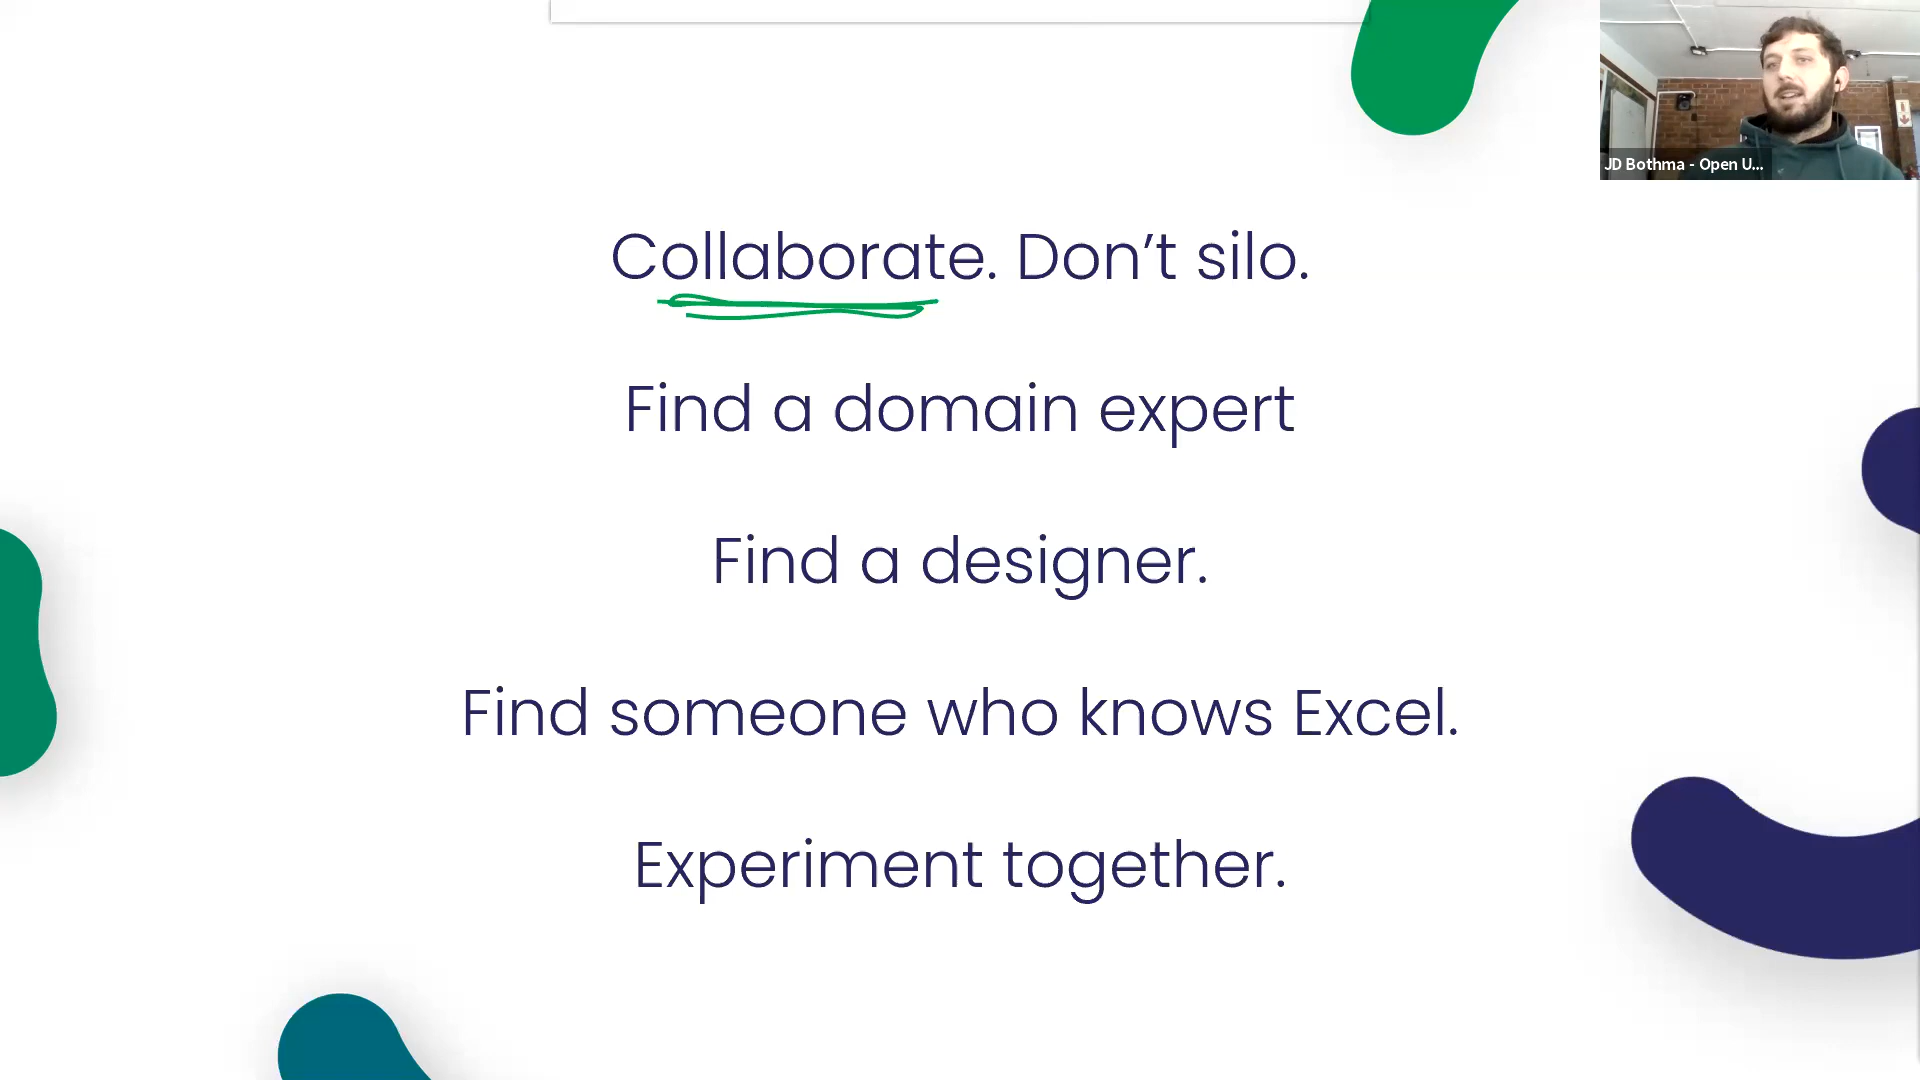 Collaborate. Don’t silo.
Find a domain expert
Find a designer.
Find someone who knows Excel.
Experiment together.
JD Bothma - Open U...